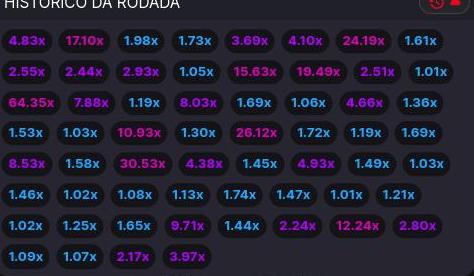 HISTÓRICO DA RODADA
4.83x 17.10x 1.98x 1.73x 3.69x 4.10x 24.19x 1.61x
2.55x 2.44x 2.93x 1.05x 15.63x 19.49x 2.51x 1.01x
64.35x 7.88x 1.19x 8.03x 1.69x 1.06x 4.66x 1.36x
1.53x 1.03x 10.93x 1.30x 26.12x 1.72x 1.19x 1.69x
8.53x 1.58x 30.53x 4.38x 1.45x 4.93x 1.49x 1.03x
1.46x 1.02x 1.08x 1.13x 1.74x 1.47x 1.01x 1.21x
1.02x 1.25x 1.65x 9.71x 1.44x 2.24x 12.24x 2.80x
1.09x 1.07x 2.17x 3.97x